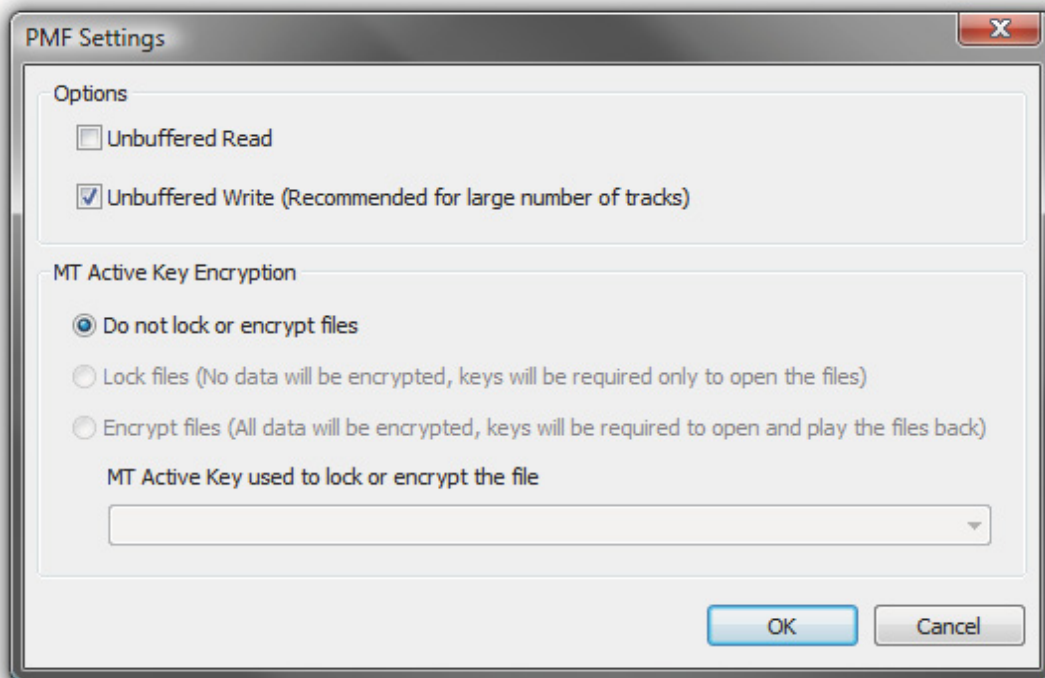 PMF Settings
Options
Unbuffered Read
Unbuffered Write (Recommended for large number of tracks)
MT Active Key Encryption
Do not lock or encrypt files
Lock files (No data will be encrypted, keys will be required only to open the files)
Encrypt files (All data will be encrypted, keys will be required to open and play the files back)
MT Active Key used to lock or encrypt the file
OK Cancel